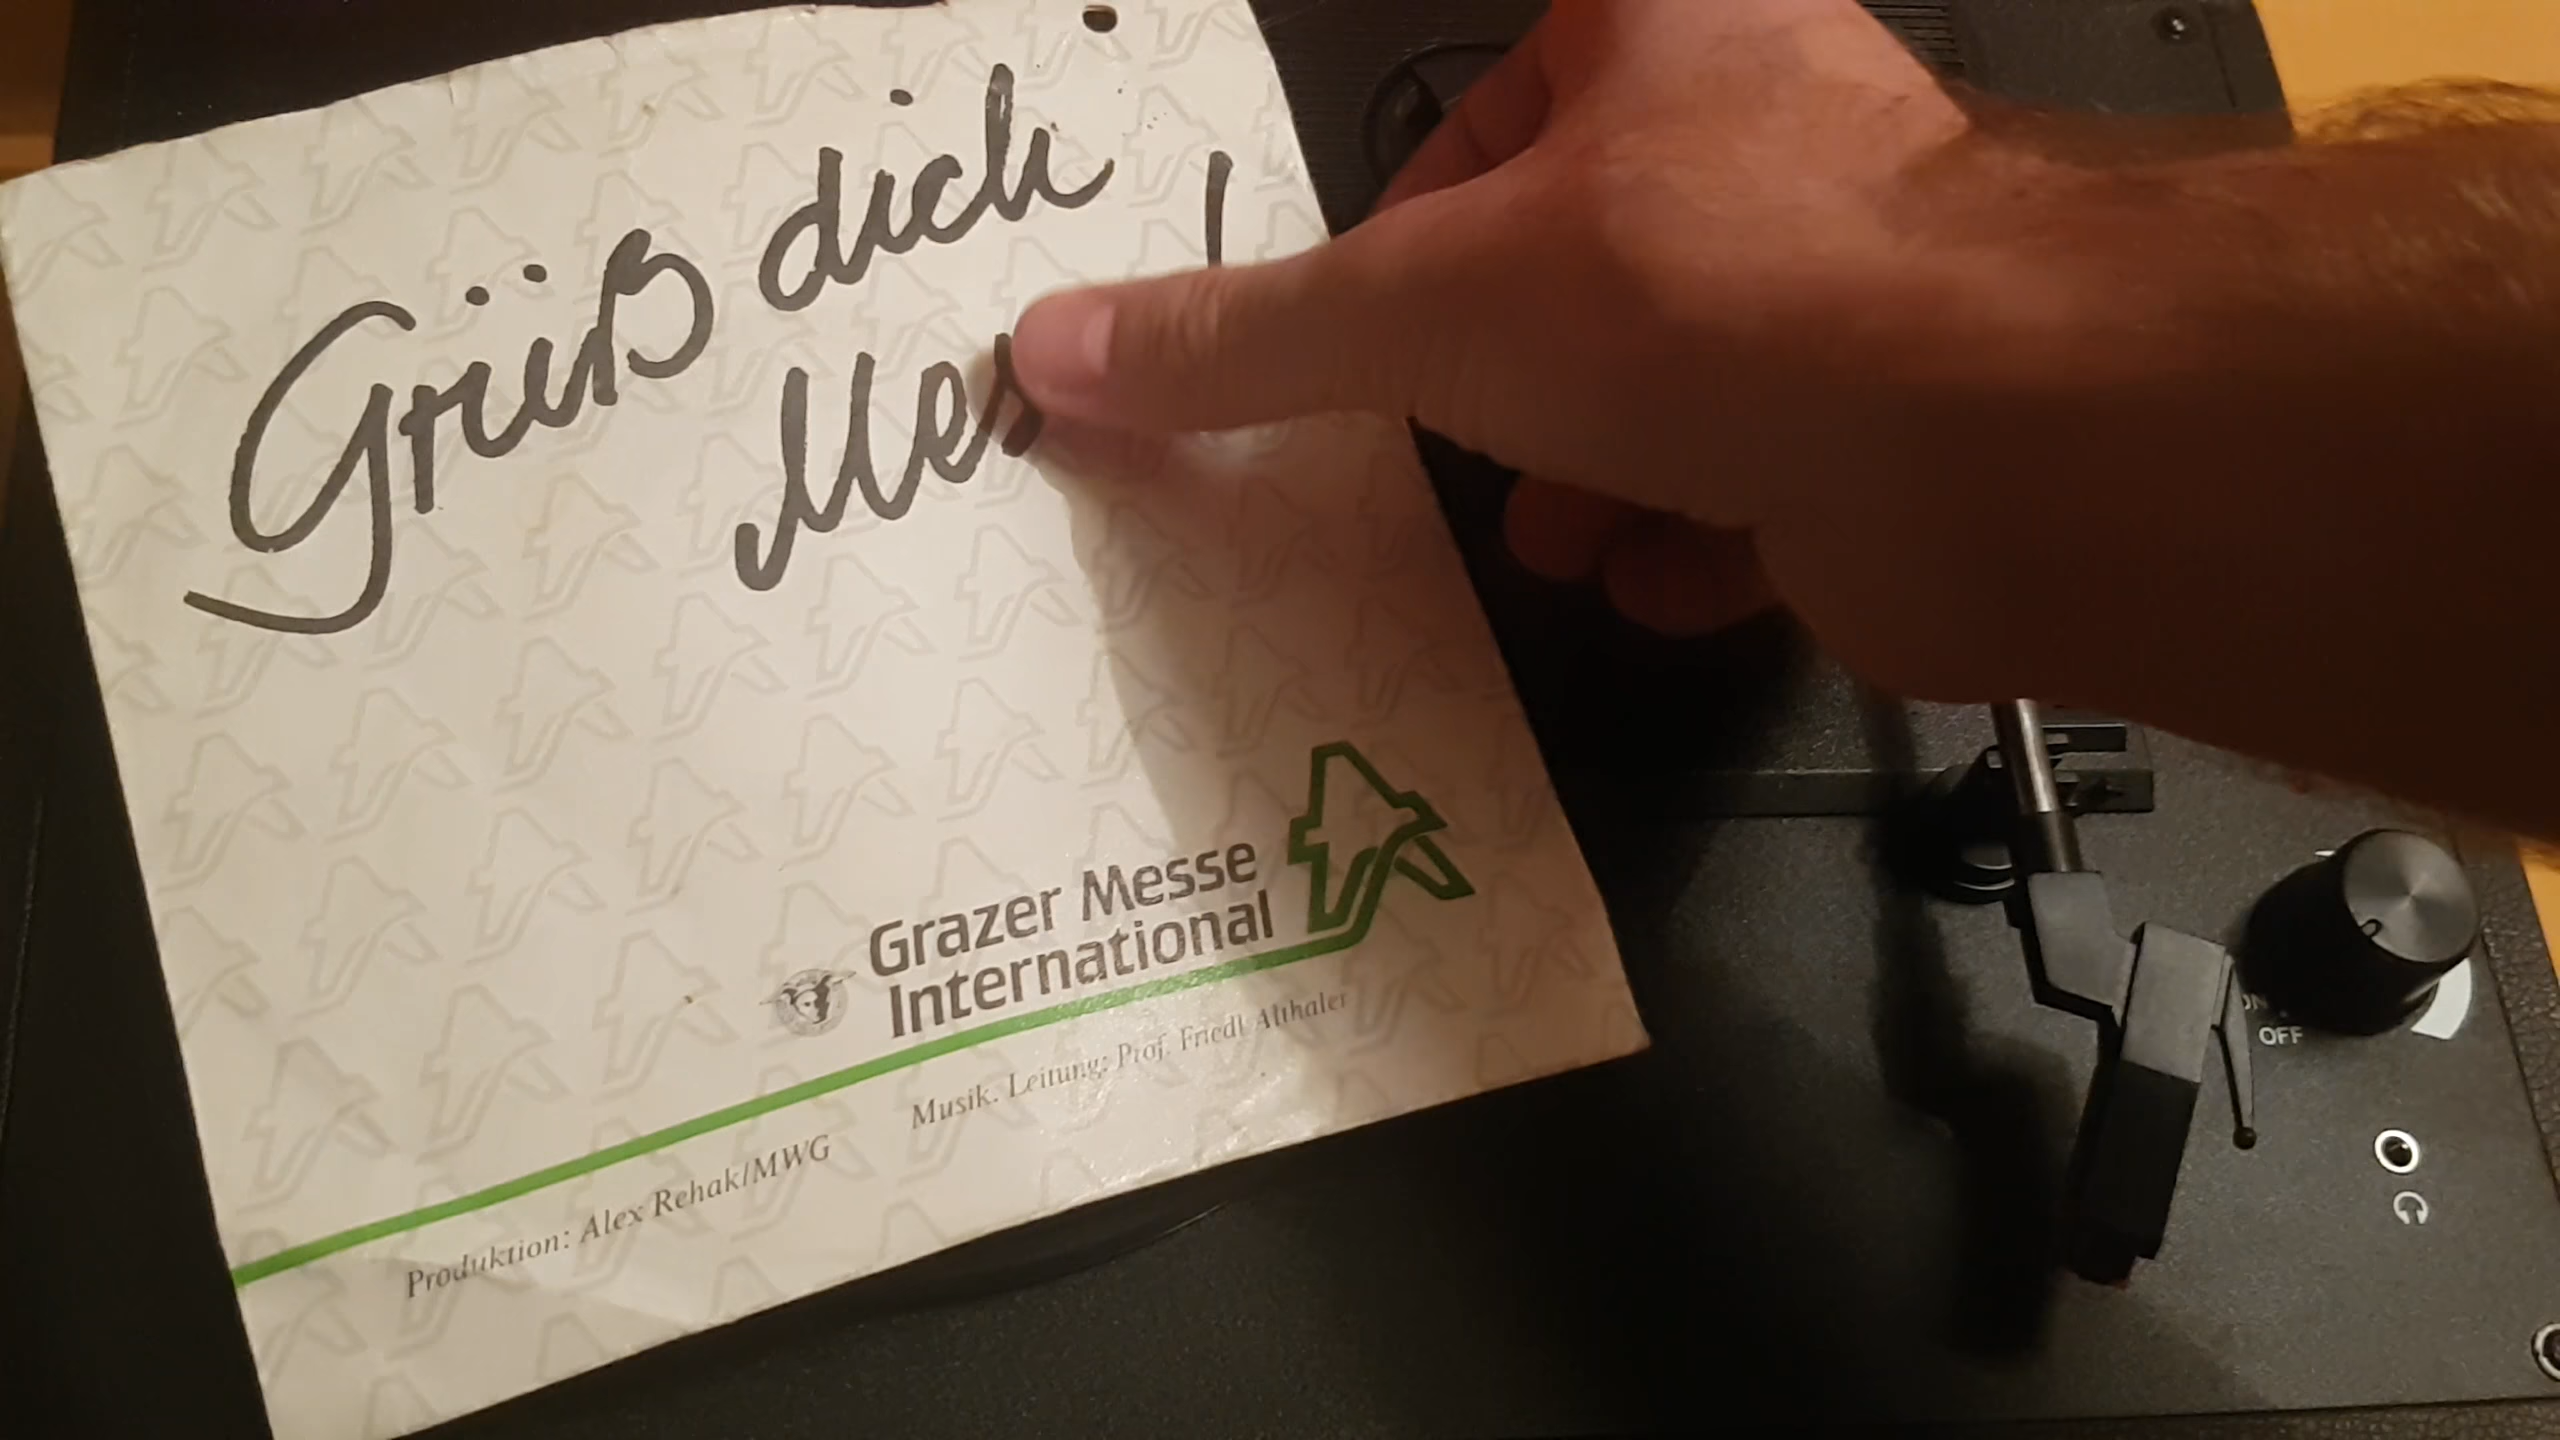 Grüß dich
!
Grazer Messe
International
Produktion: Alex Rehak/MWG
Musik. Leitung: Prof. Friedl Althaler
OFF